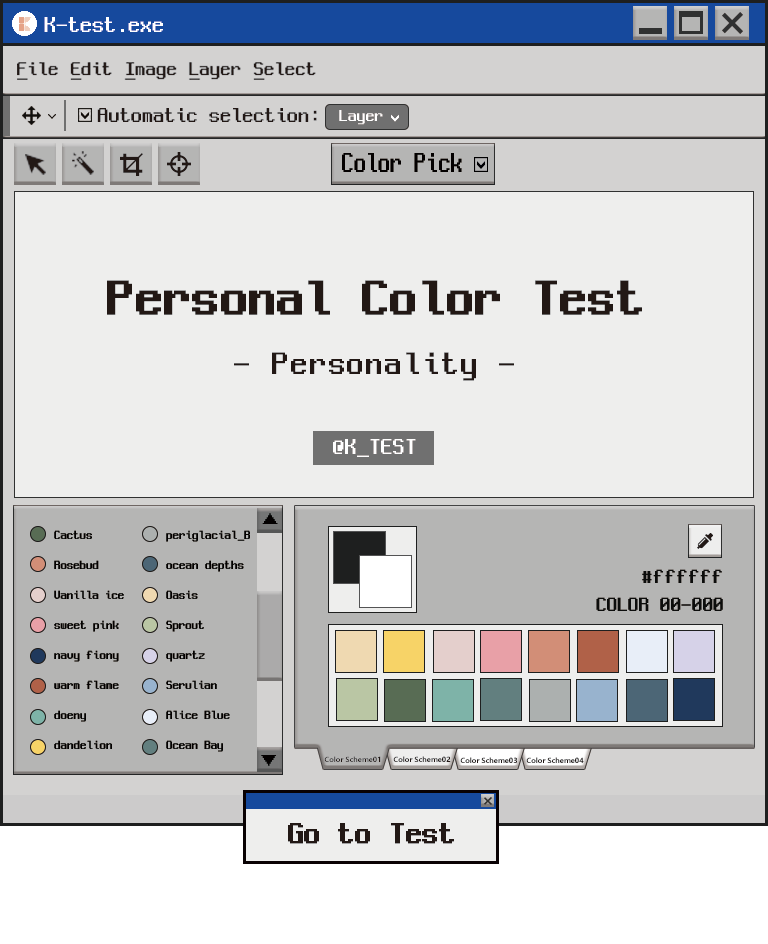 K-test.exe
File Edit Image Layer Select
Automatic selection: Layer
Color Pick
Personal Color Test
- Personality -
@K_TEST
Cactus
Rosebud
Vanilla ice
sweet pink
navy fiony
warm flame
doeny
dandelion
periglacial_B
ocean depths
Oasis
Sprout
quartz
Serulian
Alice Blue
Ocean Bay
#ffffff
COLOR 00-000
Color Scheme01 Color Scheme02 Color Scheme03 Color Scheme04
Go to Test